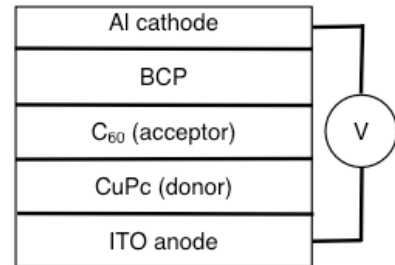 Al cathode
BCP
C₆₀ (acceptor)
V
CuPc (donor)
ITO anode